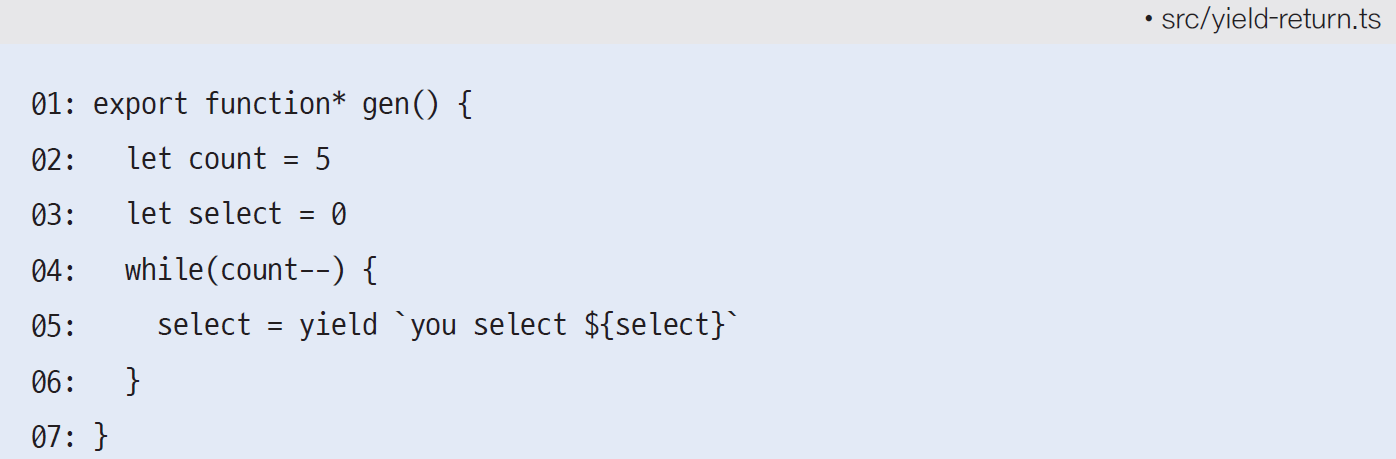 • src/yield-return.ts
01: export function* gen() {
02:   let count = 5
03:   let select = 0
04:   while(count--) {
05:     select = yield `you select ${select}`
06:   }
07: }